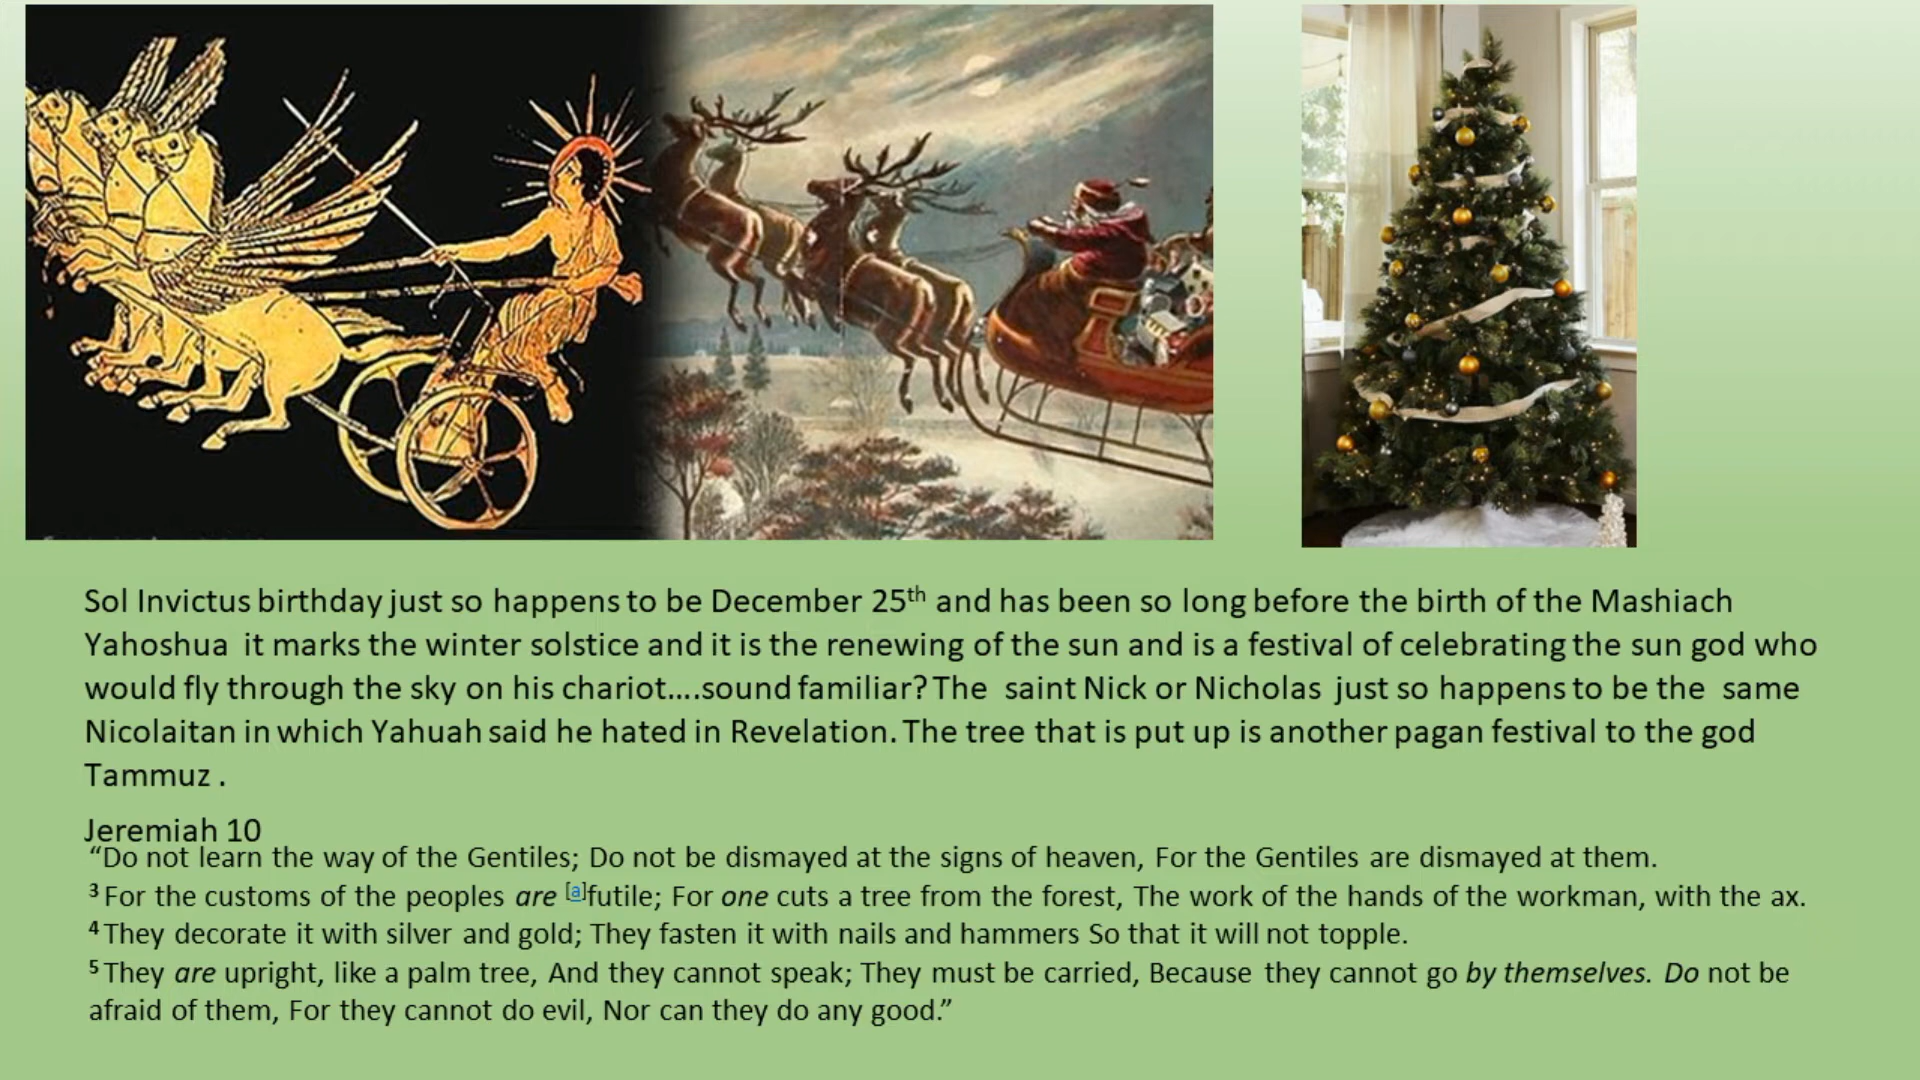 Sol Invictus birthday just so happens to be December 25th and has been so long before the birth of the Mashiach
Yahoshua it marks the winter solstice and it is the renewing of the sun and is a festival of celebrating the sun god who
would fly through the sky on his chariot....sound familiar? The saint Nick or Nicholas just so happens to be the same
Nicolaitan in which Yahuah said he hated in Revelation. The tree that is put up is another pagan festival to the god
Tammuz .
Jeremiah 10
“Do not learn the way of the Gentiles; Do not be dismayed at the signs of heaven, For the Gentiles are dismayed at them.
3 For the customs of the peoples are [a]futile; For one cuts a tree from the forest, The work of the hands of the workman, with the ax.
4 They decorate it with silver and gold; They fasten it with nails and hammers So that it will not topple.
5 They are upright, like a palm tree, And they cannot speak; They must be carried, Because they cannot go by themselves. Do not be
afraid of them, For they cannot do evil, Nor can they do any good.”